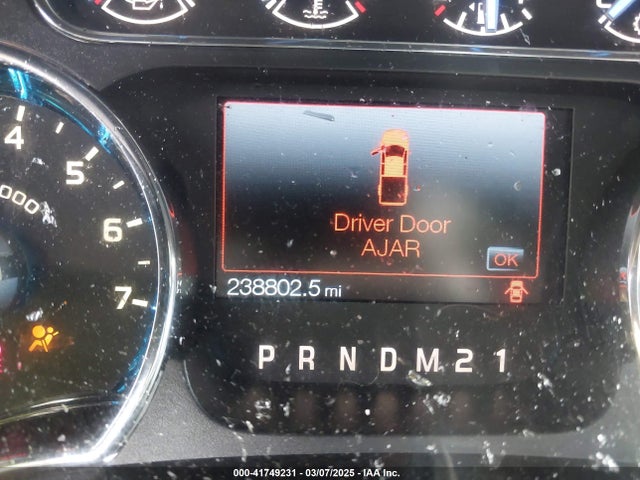 4
5
000
6
7
Driver Door
AJAR
OK
238802.5 mi
P R N D M 2 1
000-41749231 - 03/07/2025 - IAA Inc.